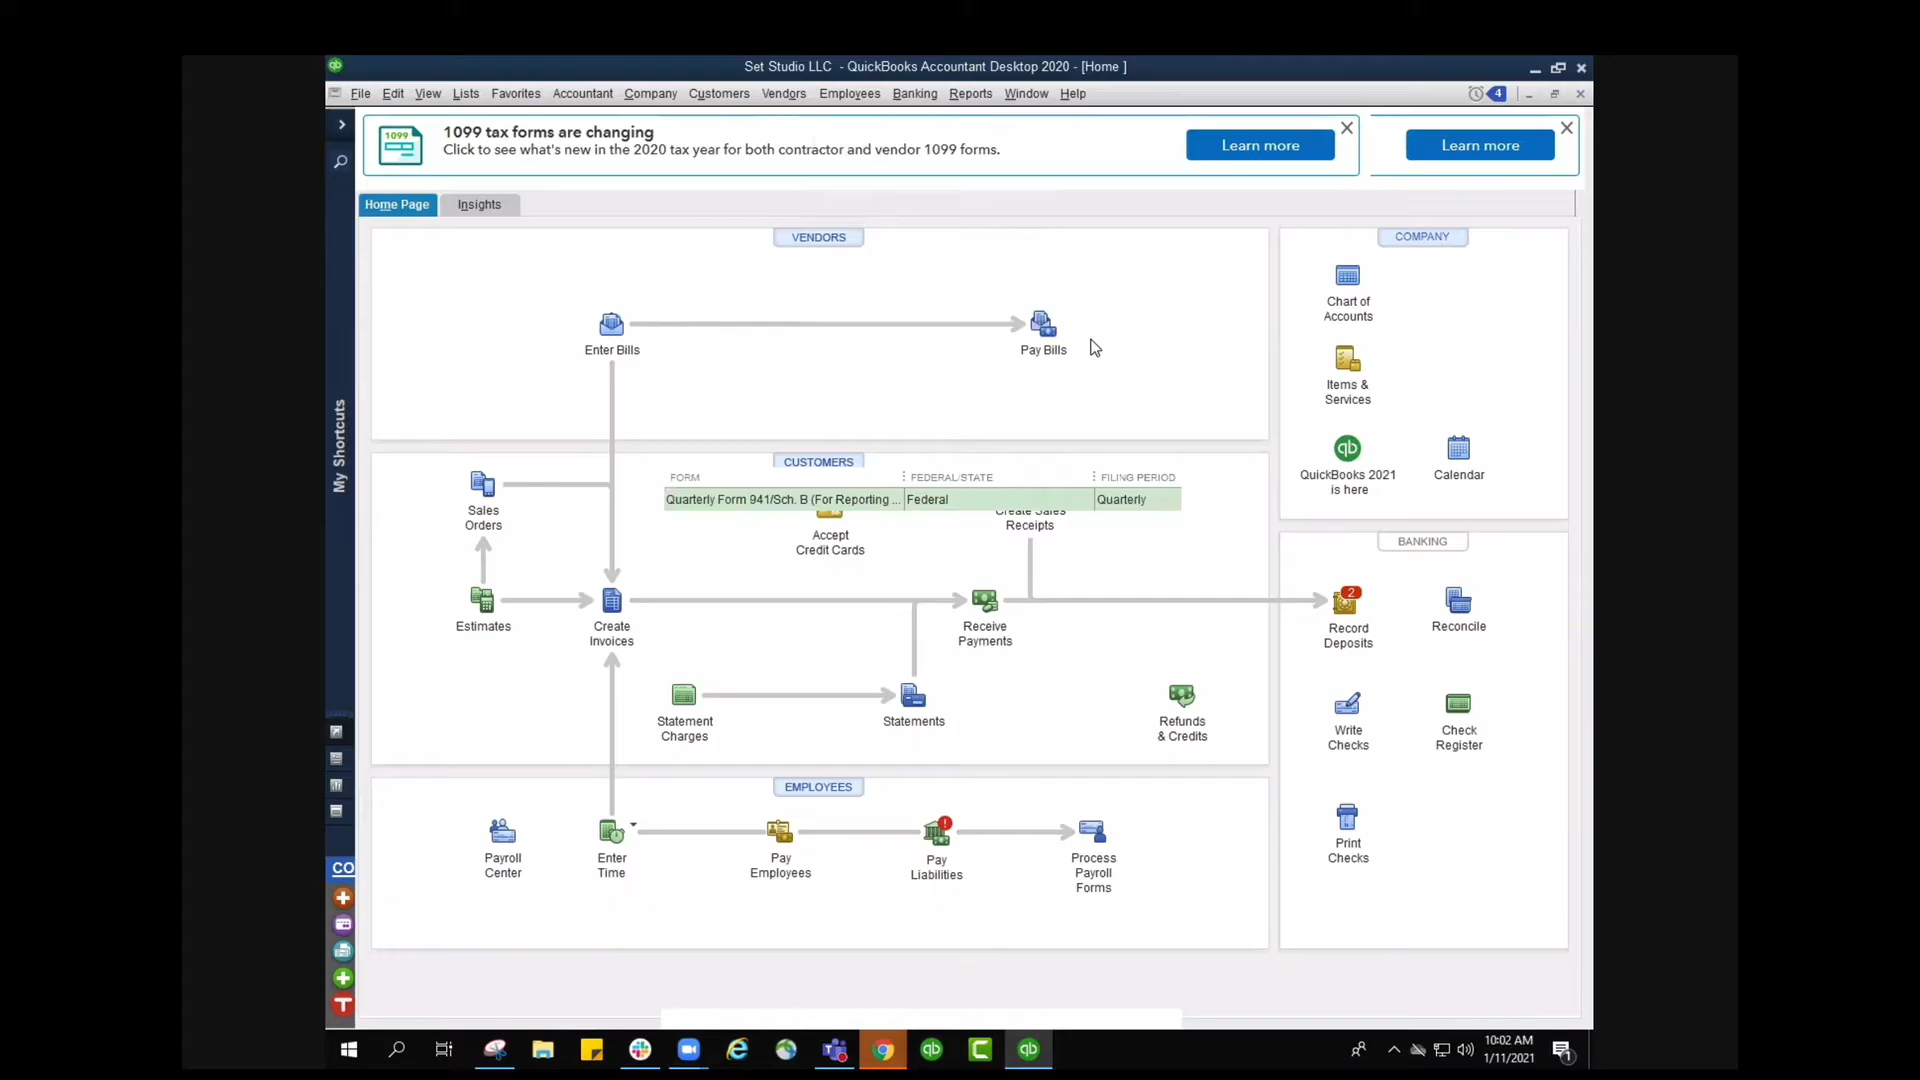 Set Studio LLC - QuickBooks Accountant Desktop 2020 - [Home ]
File Edit View Lists Favorites Accountant Company Customers Vendors Employees Banking Reports Window Help
4
1099
1099 tax forms are changing
Click to see what's new in the 2020 tax year for both contractor and vendor 1099 forms.
Learn more
Learn more
My Shortcuts
Home Page
Insights
VENDORS
Enter Bills
Pay Bills
CUSTOMERS
FORM
FEDERAL/STATE
FILING PERIOD
Quarterly Form 941/Sch. B (For Reporting ...
Federal
Quarterly
Sales
Orders
Accept
Credit Cards
Create Sales
Receipts
Estimates
Create
Invoices
Receive
Payments
Statement
Charges
Statements
Refunds
& Credits
EMPLOYEES
Payroll
Center
Enter
Time
Pay
Employees
Pay
Liabilities
Process
Payroll
Forms
COMPANY
Chart of
Accounts
Items &
Services
qb
QuickBooks 2021
is here
Calendar
BANKING
2
Record
Deposits
Reconcile
Write
Checks
Check
Register
Print
Checks
CO
10:02 AM
1/11/2021
1